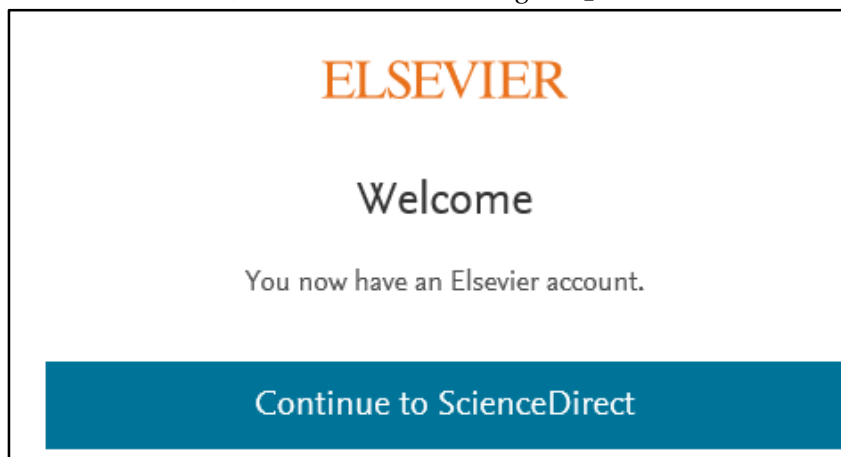 ELSEVIER
Welcome
You now have an Elsevier account.
Continue to ScienceDirect